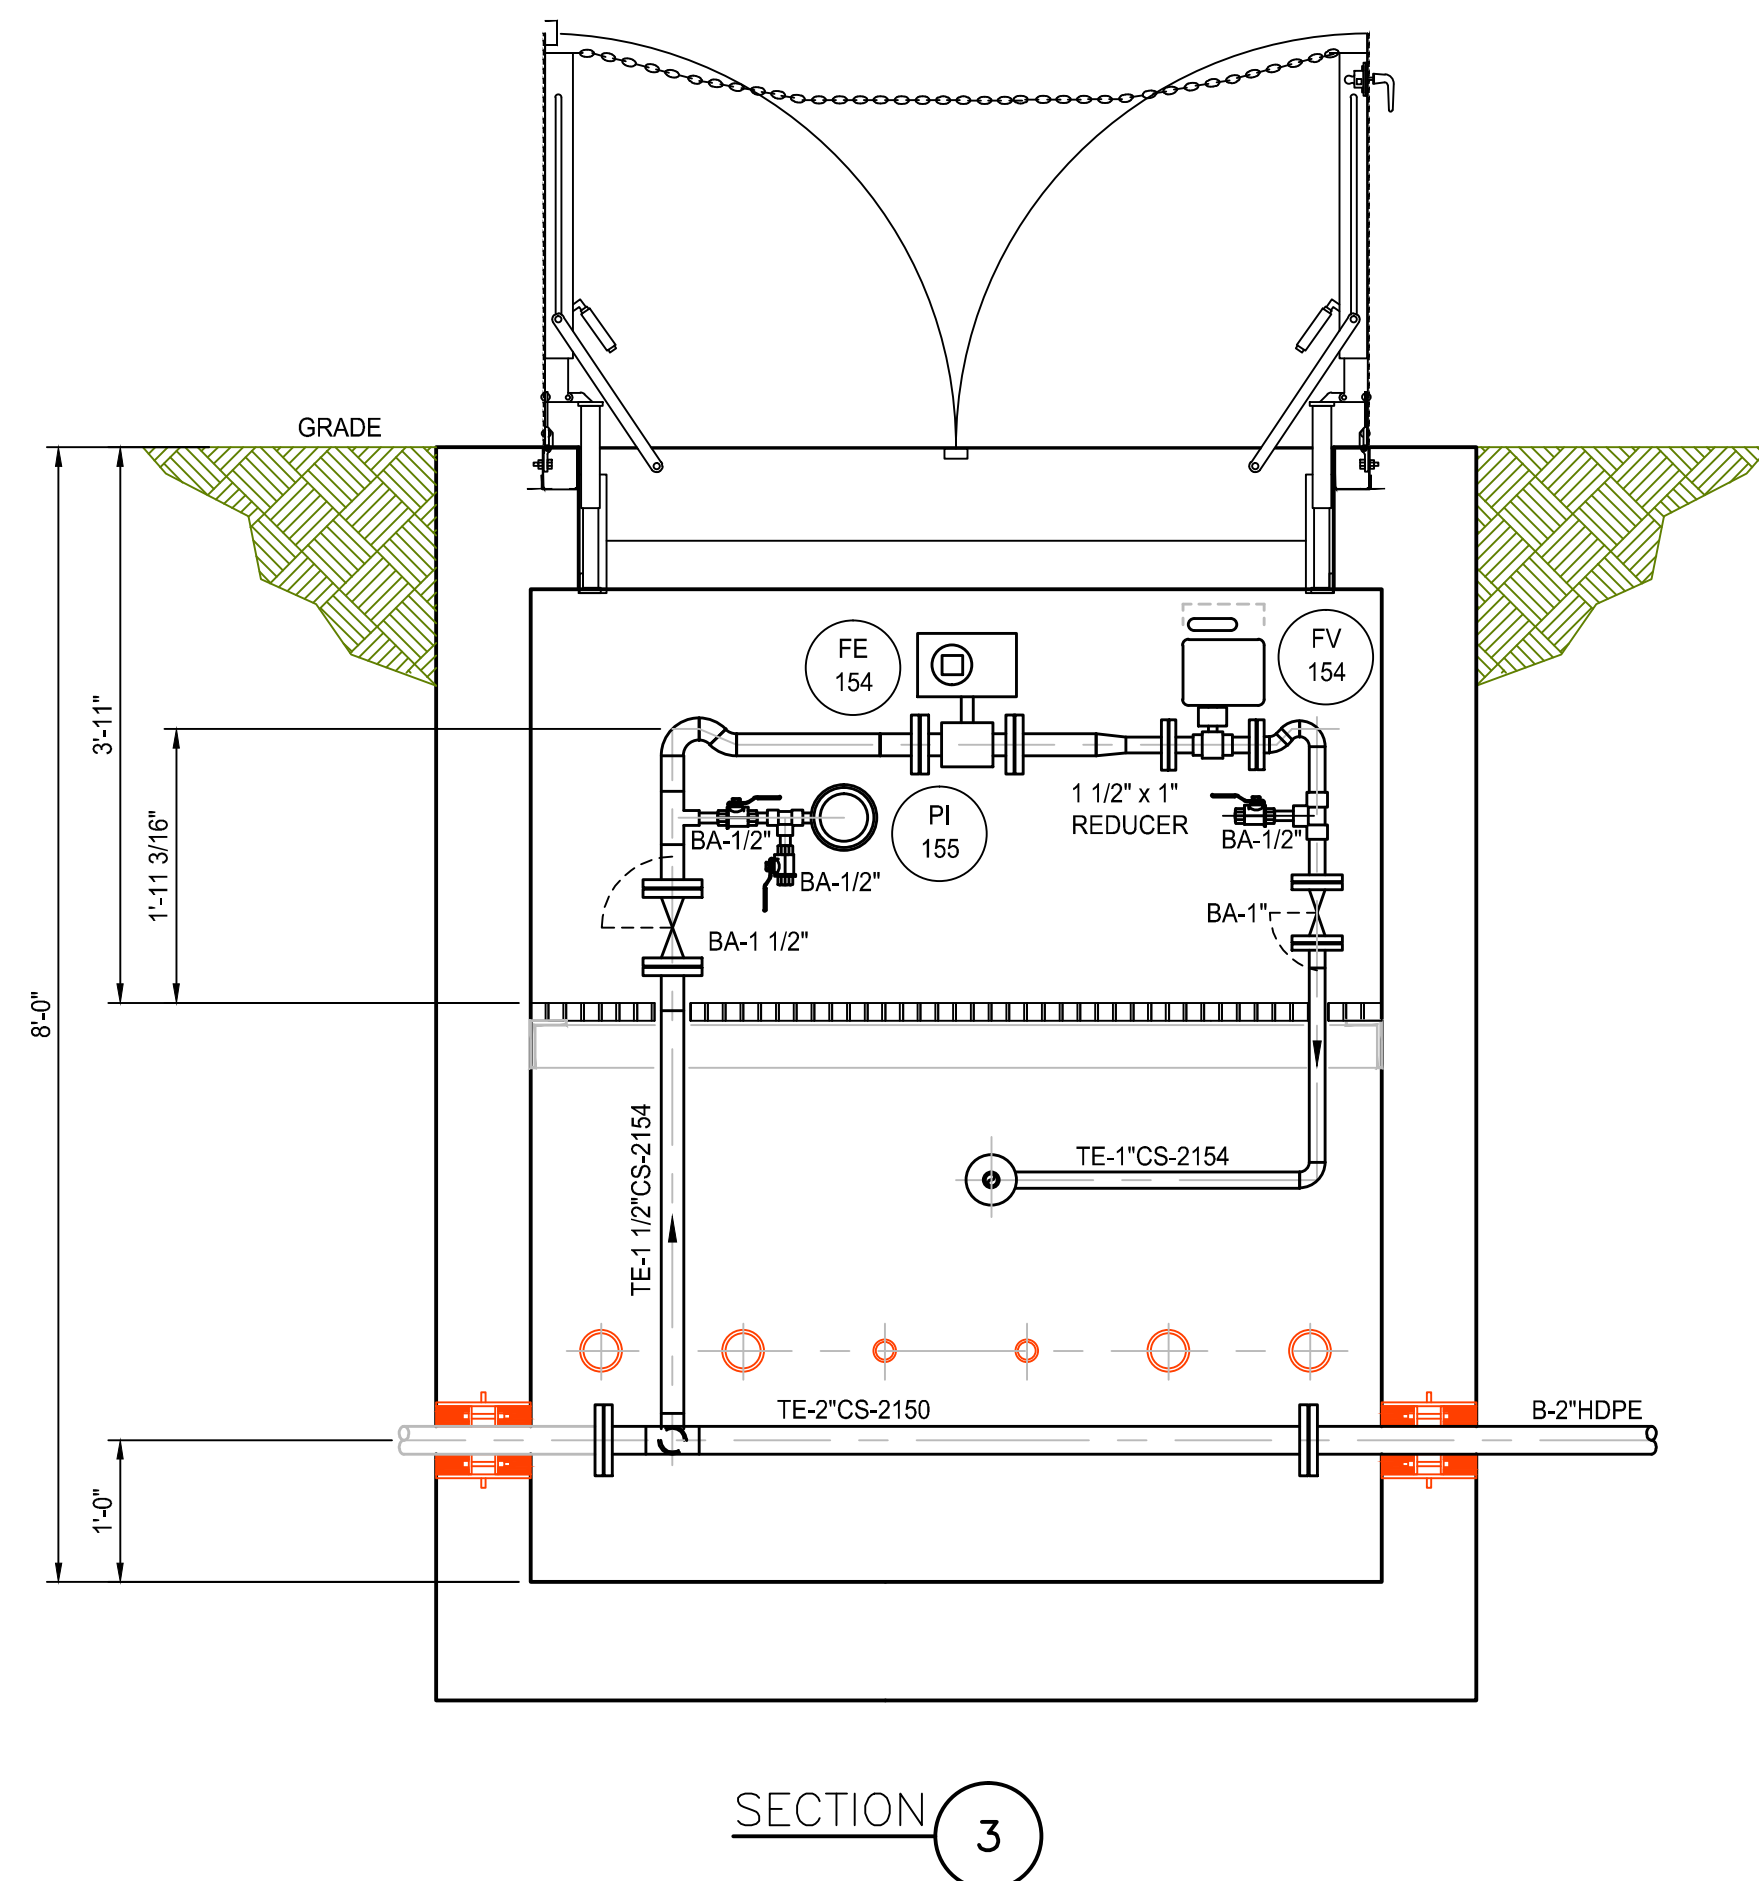 GRADE
FE
154
FV
154
3'-11"
1'-11 3/16"
8'-0"
1 1/2" x 1"
REDUCER
PI
155
BA-1/2"
BA-1/2"
BA-1/2"
BA-1"
BA-1 1/2"
TE-1 1/2"CS-2154
TE-1"CS-2154
TE-2"CS-2150
B-2"HDPE
1'-0"
SECTION
3